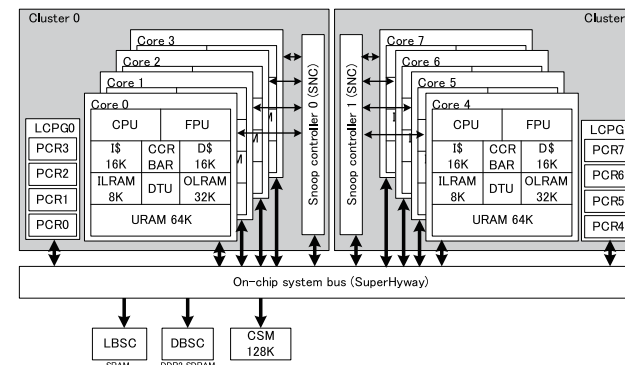 Cluster 0
Core 3
Core 2
Core 1
Core 0
CPU
FPU
I$
16K
CCR
BAR
D$
16K
ILRAM
8K
DTU
OLRAM
32K
URAM 64K
LCPG0
PCR3
PCR2
PCR1
PCR0
Snoop controller 0 (SNC)
Snoop controller 1 (SNC)
Cluster
Core 7
Core 6
Core 5
Core 4
CPU
FPU
I$
16K
CCR
BAR
D$
16K
ILRAM
8K
DTU
OLRAM
32K
URAM 64K
LCPG
PCR7
PCR6
PCR5
PCR4
On-chip system bus (SuperHyway)
LBSC
DBSC
CSM
128K
SRAM
DDR2-SDRAM